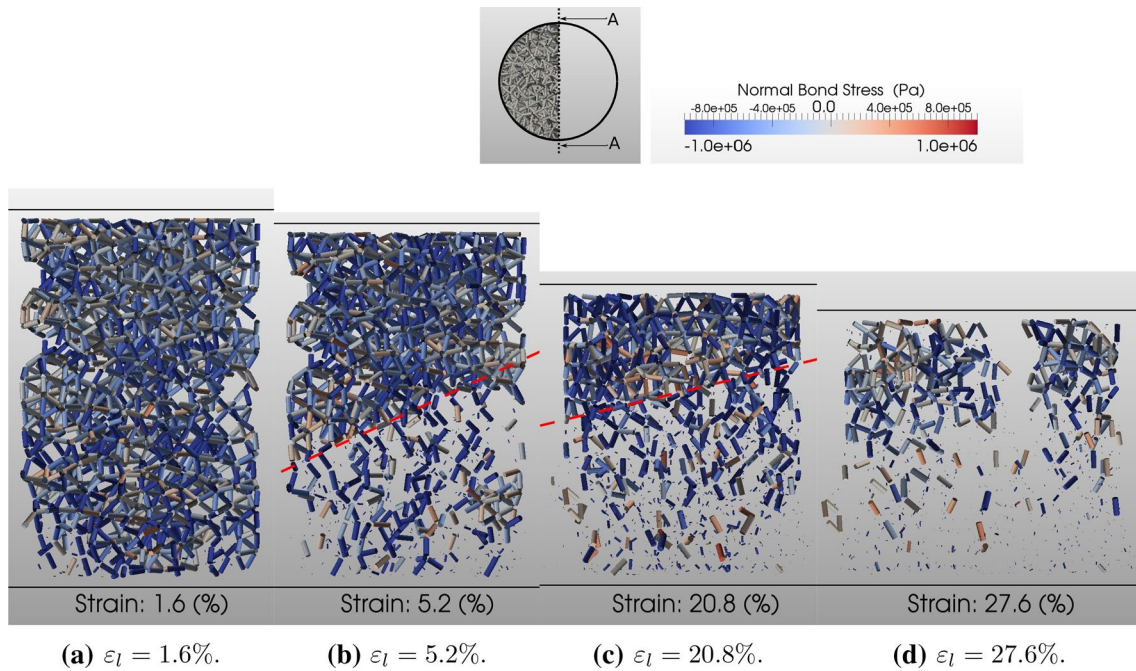 A
A
Normal Bond Stress (Pa)
-8.0e+05 -4.0e+05 0.0 4.0e+05 8.0e+05
-1.0e+06 1.0e+06
Strain: 1.6 (%)
Strain: 5.2 (%)
Strain: 20.8 (%)
Strain: 27.6 (%)
(a) εₗ = 1.6%.
(b) εₗ = 5.2%.
(c) εₗ = 20.8%.
(d) εₗ = 27.6%.